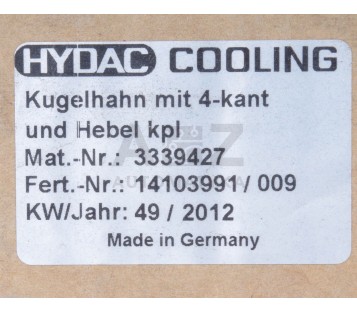 HYDAC COOLING
Kugelhahn mit 4-kant
und Hebel kpl
Mat.-Nr.: 3339427
Fert.-Nr.: 14103991 / 009
KW/Jahr: 49 / 2012
Made in Germany